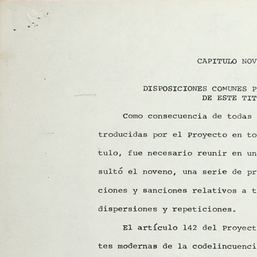 CAPITULO NOV
DISPOSICIONES COMUNES P
DE ESTE TIT
Como consecuencia de todas
troducidas por el Proyecto en to
tulo, fue necesario reunir en un
sultó el noveno, una serie de pr
ciones y sanciones relativos a t
dispersiones y repeticiones.
El artículo 142 del Proyect
tes modernas de la codelincuenci